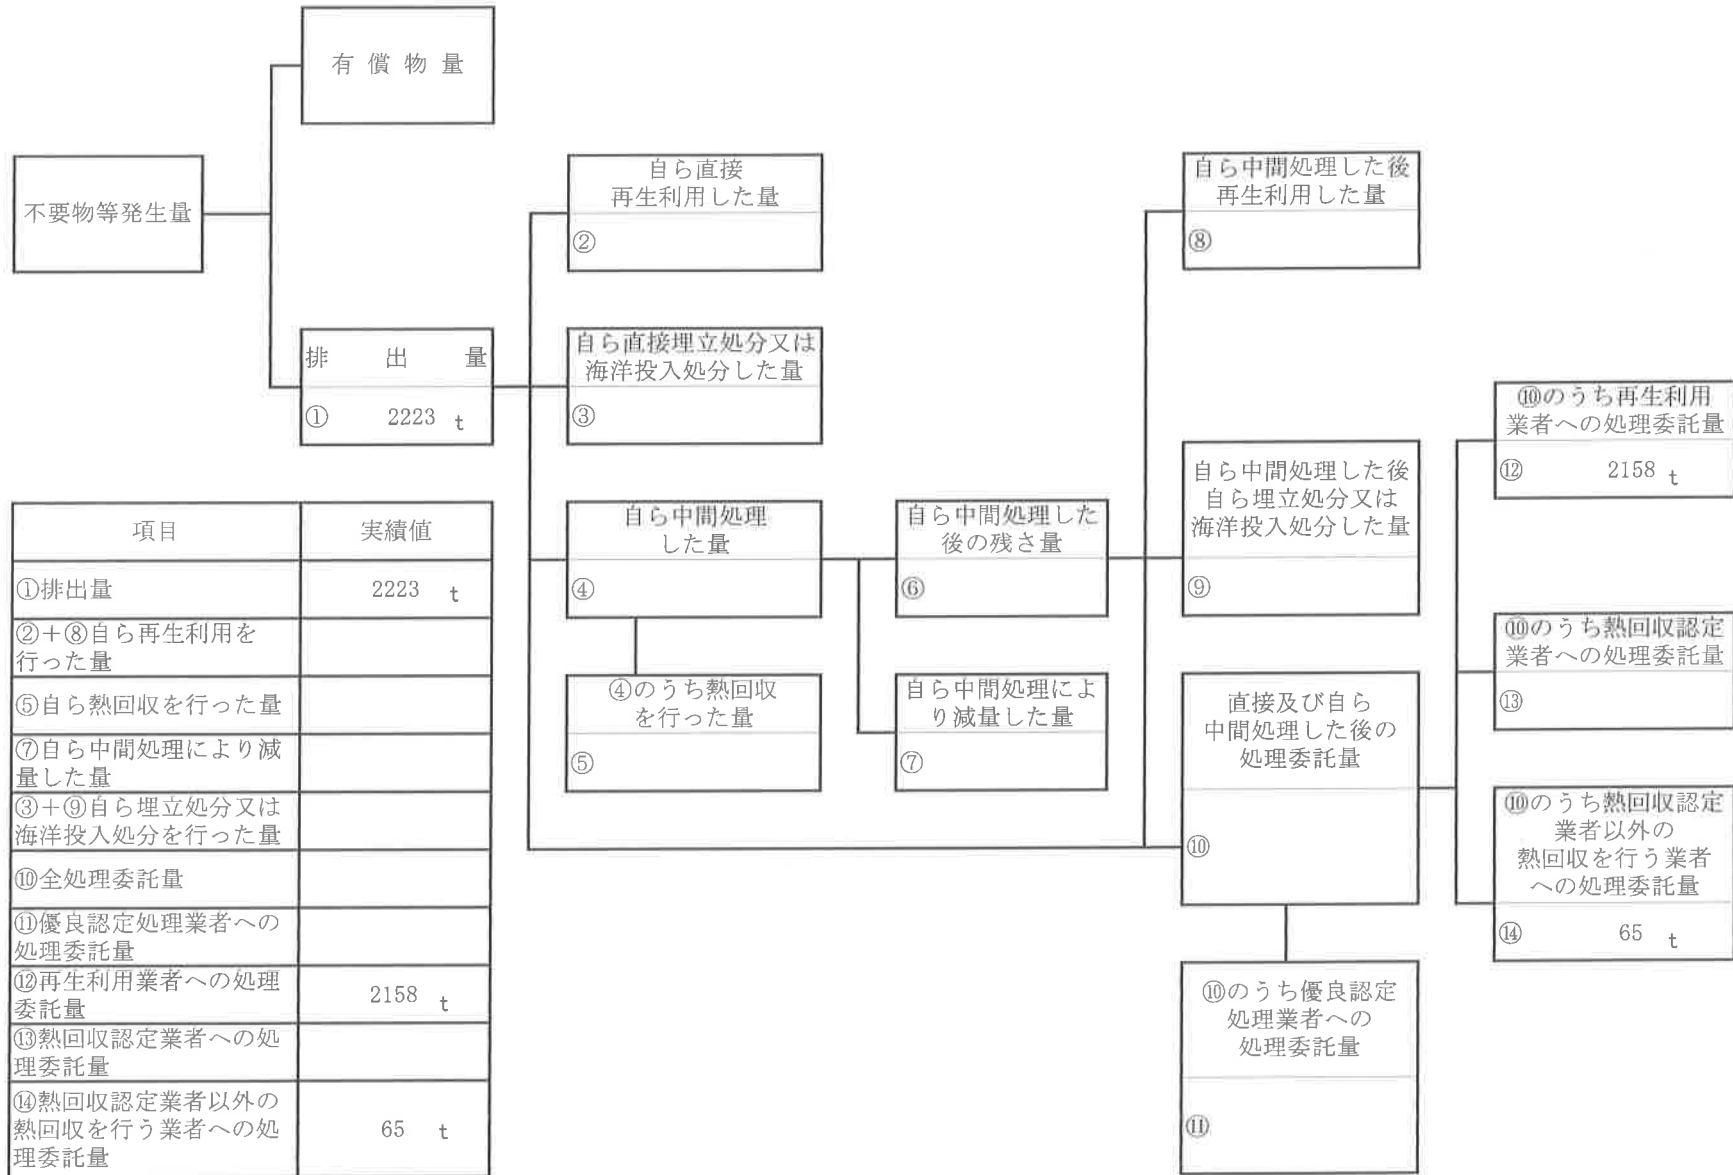 有償物量
不要物等発生量
排出量
① 2223 t
自ら直接
再生利用した量
②
自ら直接埋立処分又は
海洋投入処分した量
③
自ら中間処理
した量
④
④のうち熱回収
を行った量
⑤
自ら中間処理した
後の残さ量
⑥
自ら中間処理によ
り減量した量
⑦
自ら中間処理した後
再生利用した量
⑧
自ら中間処理した後
自ら埋立処分又は
海洋投入処分した量
⑨
直接及び自ら
中間処理した後の
処理委託量
⑩
⑩のうち優良認定
処理業者への
処理委託量
⑪
⑩のうち再生利用
業者への処理委託量
⑫ 2158 t
⑩のうち熱回収認定
業者への処理委託量
⑬
⑩のうち熱回収認定
業者以外の
熱回収を行う業者
への処理委託量
⑭ 65 t
項目 実績値
①排出量 2223 t
②+⑧自ら再生利用を
行った量
⑤自ら熱回収を行った量
⑦自ら中間処理により減
量した量
③+⑨自ら埋立処分又は
海洋投入処分を行った量
⑩全処理委託量
⑪優良認定処理業者への
処理委託量
⑫再生利用業者への処理
委託量 2158 t
⑬熱回収認定業者への処
理委託量
⑭熱回収認定業者以外の
熱回収を行う業者への処
理委託量 65 t